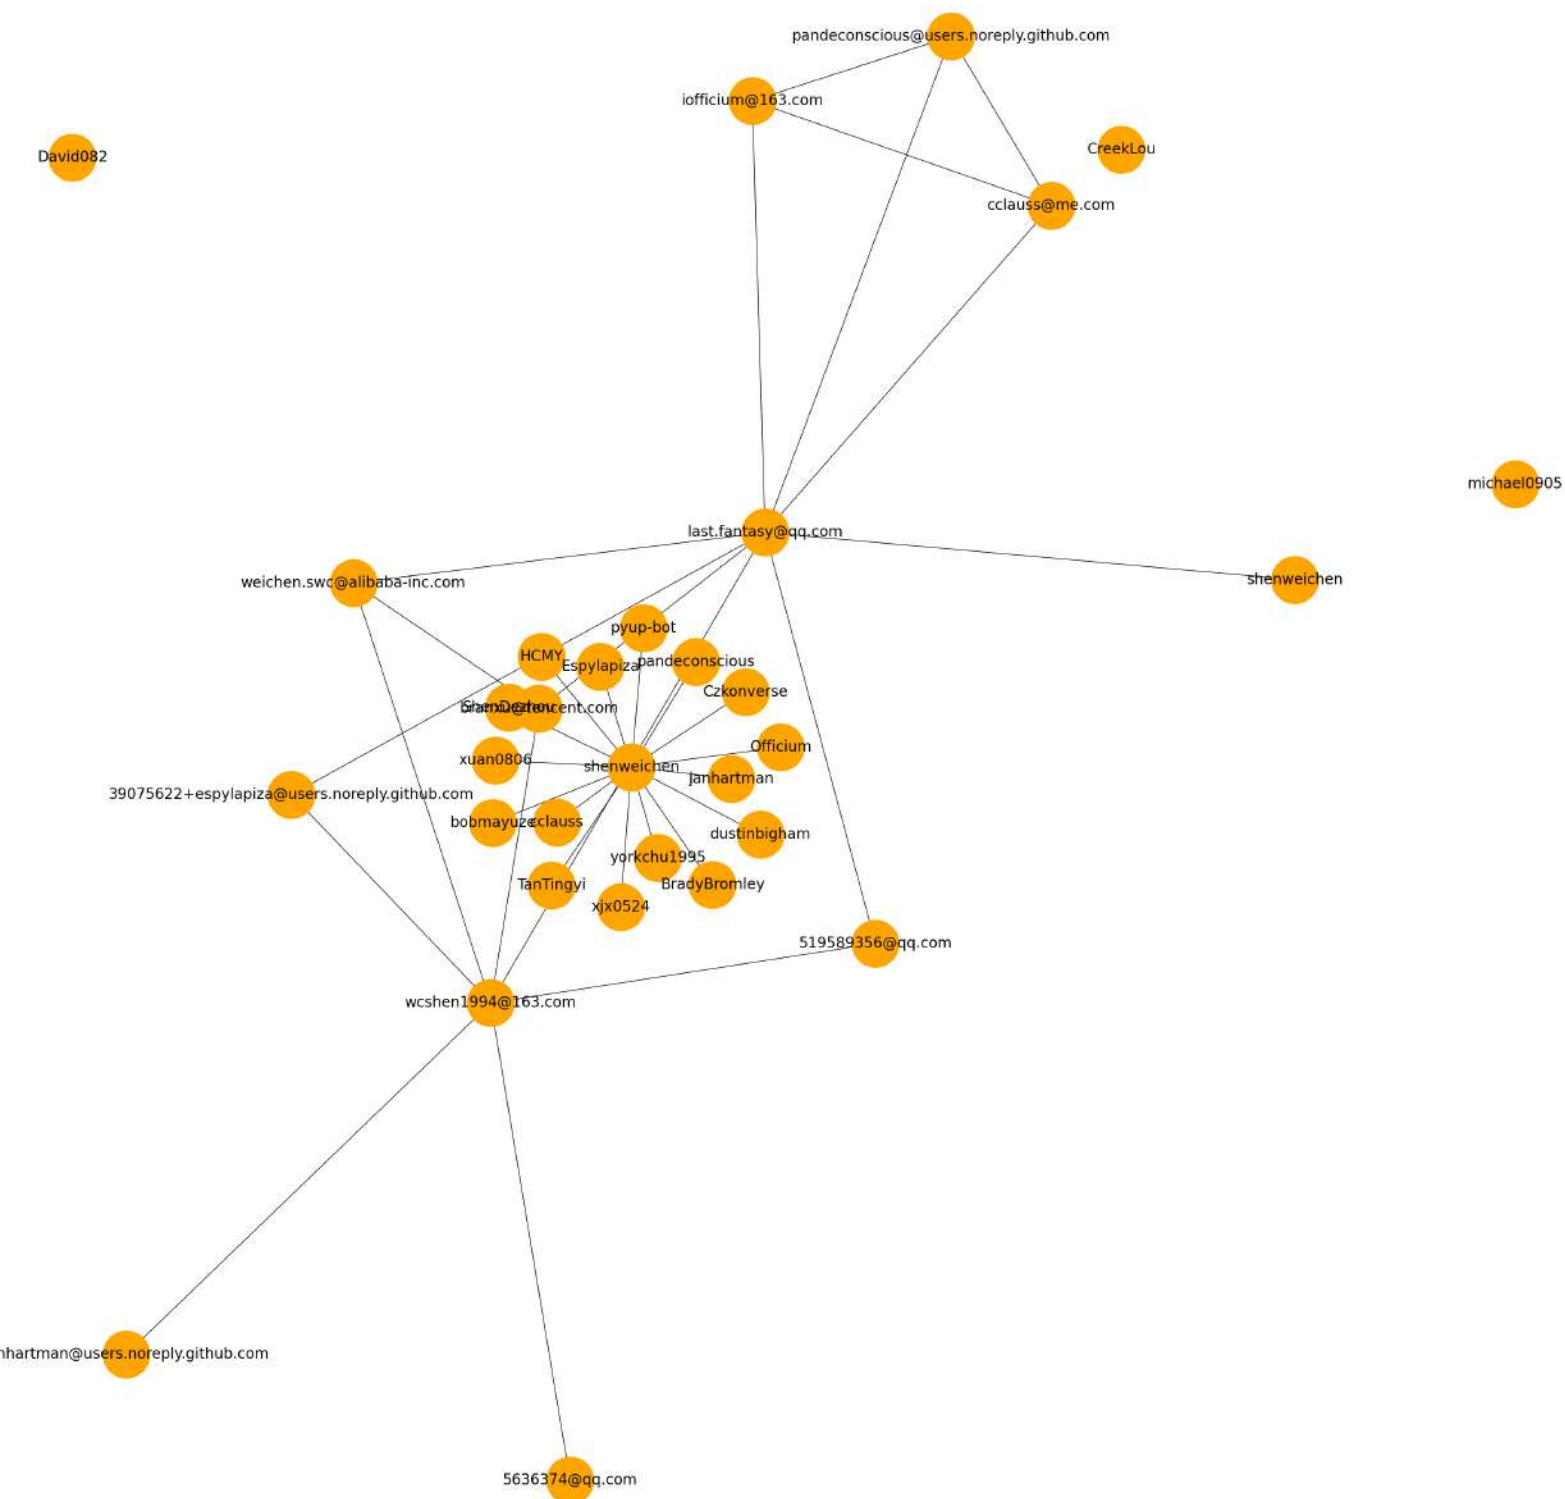 pandeconscious@users.noreply.github.com
iofficium@163.com
CreekLou
David082
cclauss@me.com
michael0905
last.fantasy@qq.com
shenweichen
weichen.swc@alibaba-inc.com
pyup-bot
HCMY
Espylapiza
pandeconscious
Czkonverse
Officium
xuan0806
shenweichen
janhartman
39075622+espylapiza@users.noreply.github.com
bobmayuze
cclauss
dustinbigham
yorkchu1995
TanTingyi
BradyBromley
xjx0524
519589356@qq.com
wcshen1994@163.com
nhartman@users.noreply.github.com
5636374@qq.com